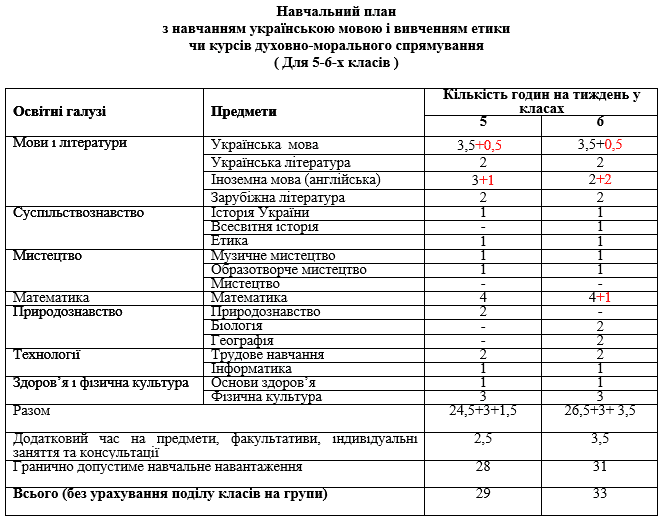 Навчальний план
з навчанням українською мовою і вивченням етики
чи курсів духовно-морального спрямування
( Для 5-6-х класів )
Освітні галузі Предмети Кількість годин на тиждень у класах
5 6
Мови і літератури Українська мова 3,5+0,5 3,5+0,5
Українська література 2 2
Іноземна мова (англійська) 3+1 2+2
Зарубіжна література 2 2
Суспільствознавство Історія України 1 1
Всесвітня історія - 1
Етика 1 1
Мистецтво Музичне мистецтво 1 1
Образотворче мистецтво 1 1
Мистецтво - -
Математика Математика 4 4+1
Природознавство Природознавство 2 -
Біологія - 2
Географія - 2
Технології Трудове навчання 2 2
Інформатика 1 1
Здоров’я і фізична культура Основи здоров’я 1 1
Фізична культура 3 3
Разом 24,5+3+1,5 26,5+3+ 3,5
Додатковий час на предмети, факультативи, індивідуальні
заняття та консультації 2,5 3,5
Гранично допустиме навчальне навантаження 28 31
Всього (без урахування поділу класів на групи) 29 33